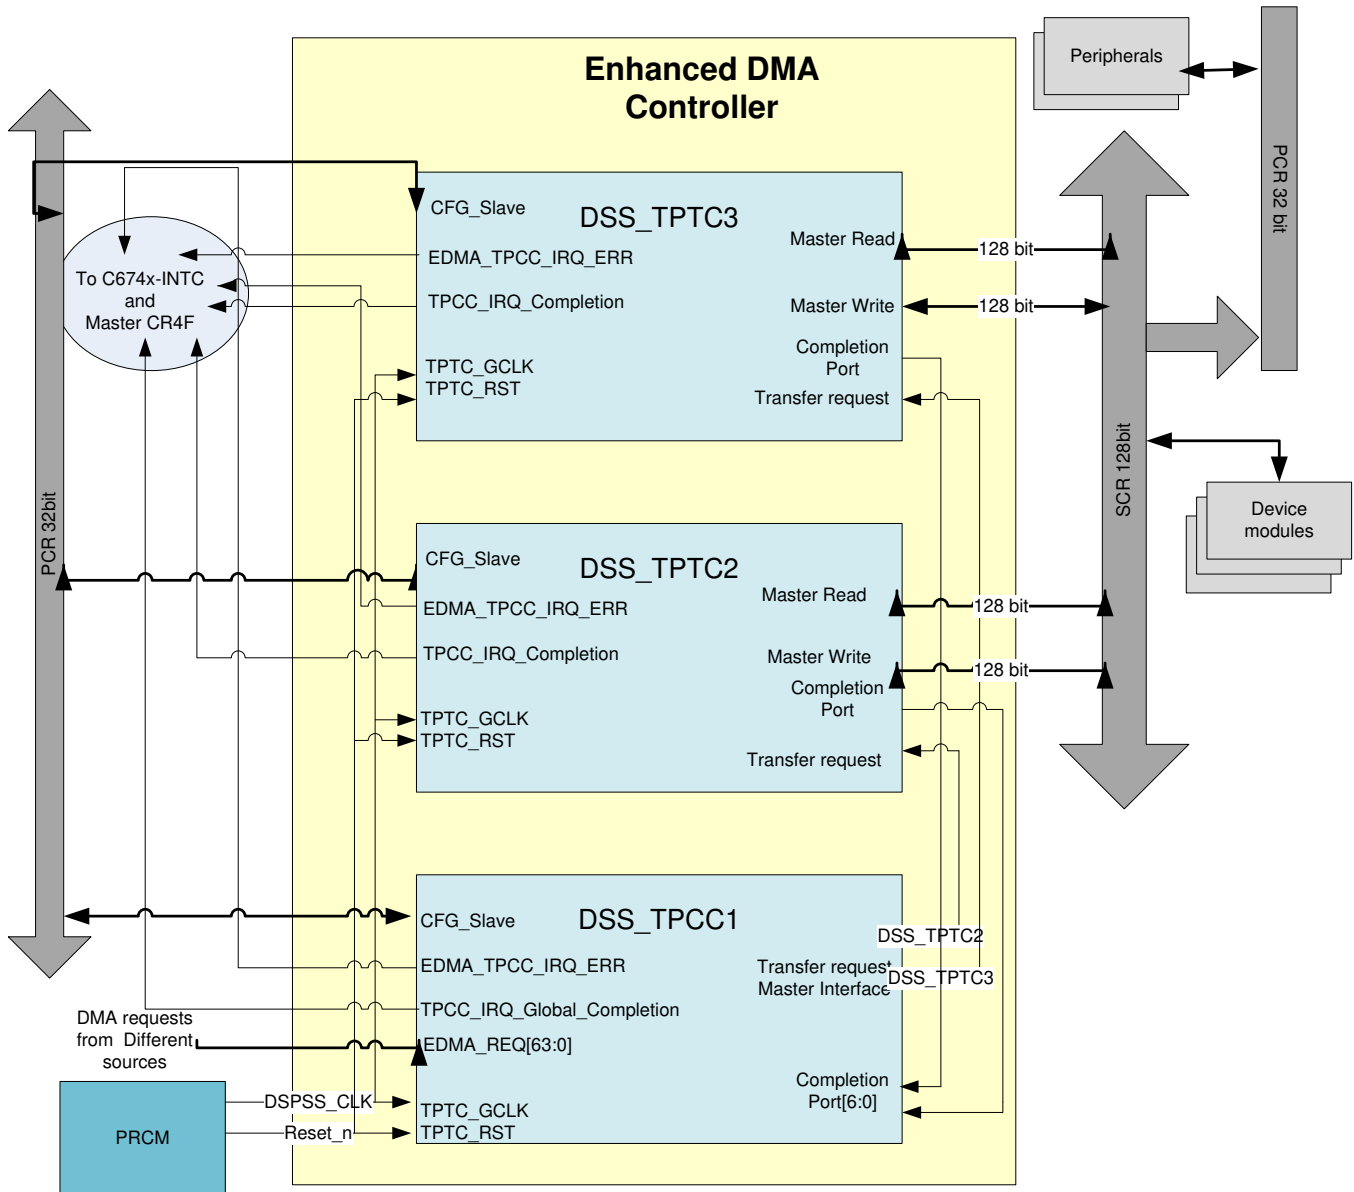 Enhanced DMA
Controller
Peripherals
PCR 32 bit
PCR 32bit
SCR 128bit
To C674x-INTC
and
Master CR4F
DSS_TPTC3
CFG_Slave
EDMA_TPCC_IRQ_ERR
TPCC_IRQ_Completion
TPTC_GCLK
TPTC_RST
Master Read
Master Write
Completion
Port
Transfer request
128 bit
128 bit
Device
modules
DSS_TPTC2
CFG_Slave
EDMA_TPCC_IRQ_ERR
TPCC_IRQ_Completion
TPTC_GCLK
TPTC_RST
Master Read
Master Write
Completion
Port
Transfer request
128 bit
128 bit
DSS_TPCC1
CFG_Slave
EDMA_TPCC_IRQ_ERR
TPCC_IRQ_Global_Completion
EDMA_REQ[63:0]
TPTC_GCLK
TPTC_RST
Transfer request
Master Interface
DSS_TPTC2
DSS_TPTC3
Completion
Port[6:0]
DMA requests
from Different
sources
DSPSS_CLK
Reset_n
PRCM